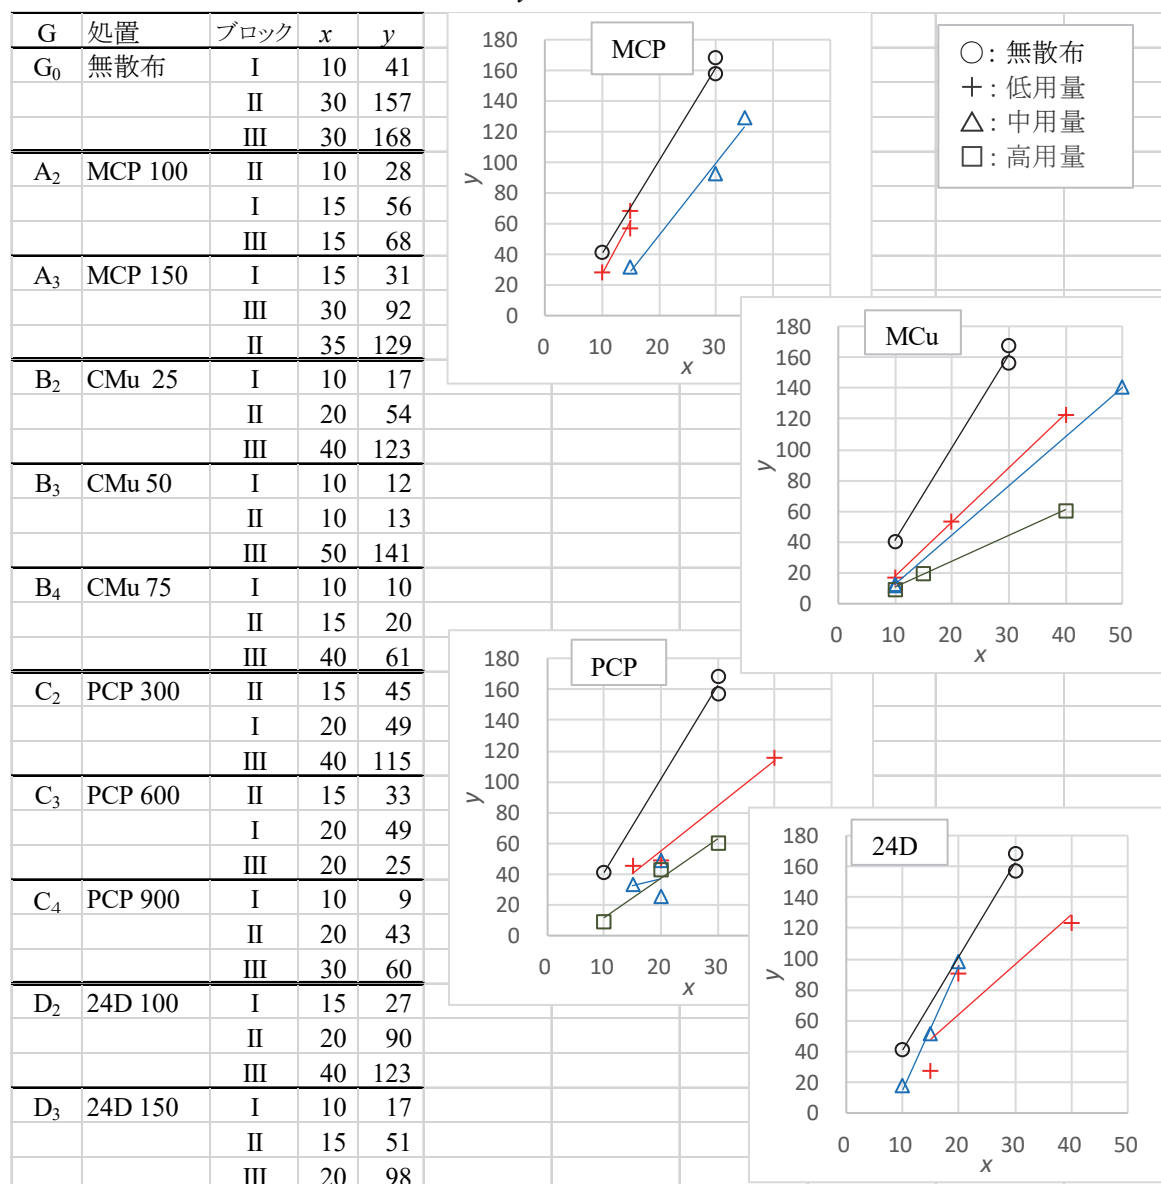 y
G 処置 ブロック x y
G0 無散布 I 10 41
II 30 157
III 30 168
A2 MCP 100 II 10 28
I 15 56
III 15 68
A3 MCP 150 I 15 31
III 30 92
II 35 129
B2 CMu 25 I 10 17
II 20 54
III 40 123
B3 CMu 50 I 10 12
II 10 13
III 50 141
B4 CMu 75 I 10 10
II 15 20
III 40 61
C2 PCP 300 II 15 45
I 20 49
III 40 115
C3 PCP 600 II 15 33
I 20 49
III 20 25
C4 PCP 900 I 10 9
II 20 43
III 30 60
D2 24D 100 I 15 27
II 20 90
III 40 123
D3 24D 150 I 10 17
II 15 51
III 20 98
MCP
180
160
140
120
100
80
60
40
20
0
y
0 10 20 30
x
○: 無散布
+: 低用量
△: 中用量
□: 高用量
MCu
180
160
140
120
100
80
60
40
20
0
y
0 10 20 30 40 50
x
PCP
180
160
140
120
100
80
60
40
20
0
y
0 10 20 30
x
24D
180
160
140
120
100
80
60
40
20
0
y
0 10 20 30 40 50
x